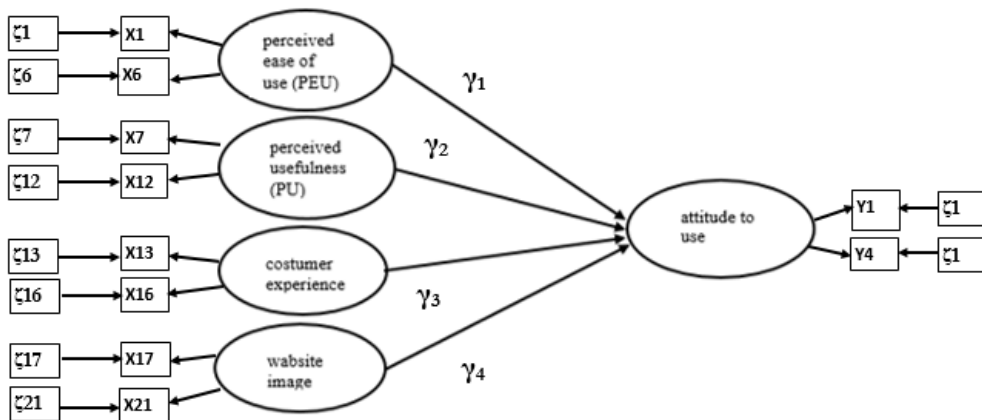 ζ1 X1
ζ6 X6
perceived
ease of
use (PEU)
γ1
ζ7 X7
ζ12 X12
perceived
usefulness
(PU)
γ2
ζ13 X13
ζ16 X16
costumer
experience
γ3
ζ17 X17
ζ21 X21
wabsite
image
γ4
attitude to
use
Y1 ζ1
Y4 ζ1